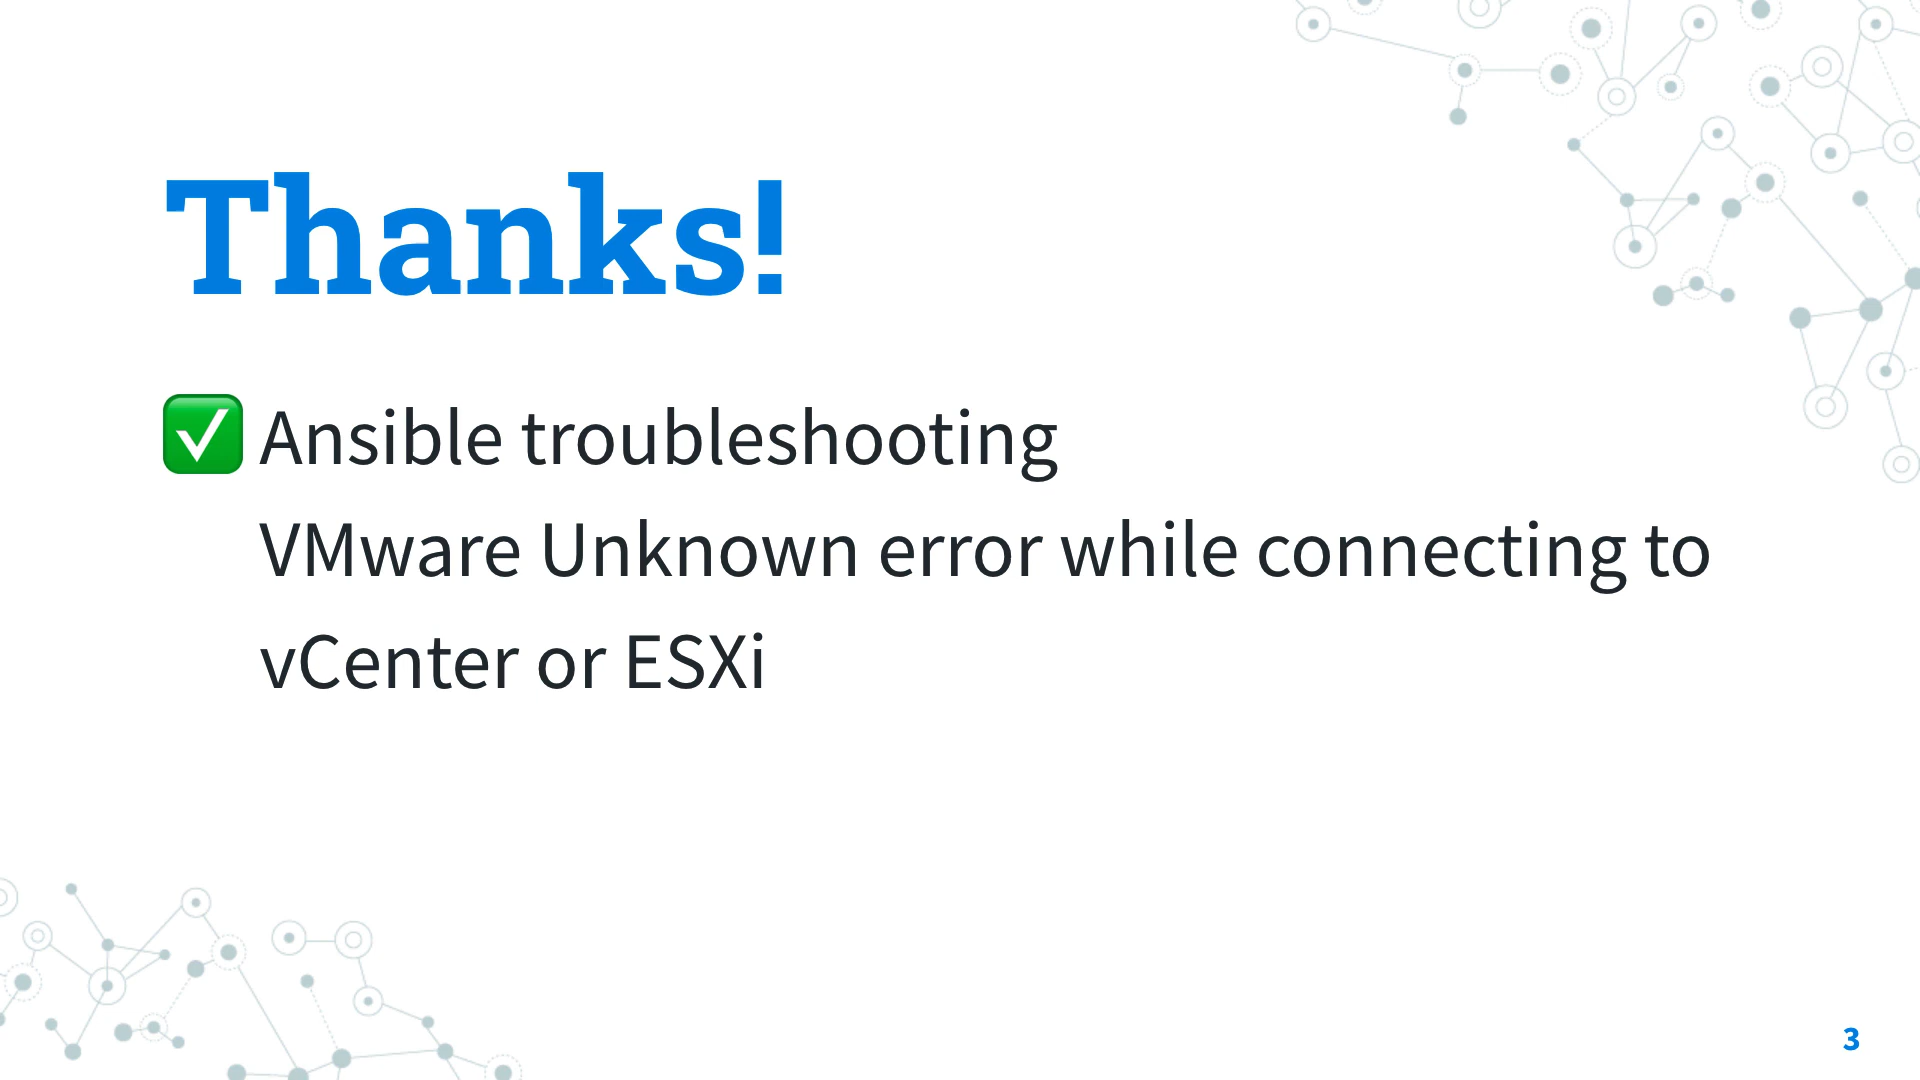 Thanks!
✅ Ansible troubleshooting
VMware Unknown error while connecting to
vCenter or ESXi
3